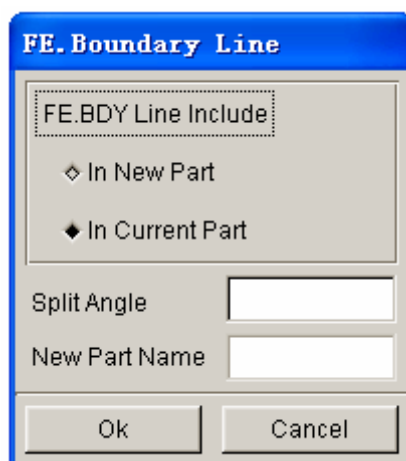 FE.Boundary Line
FE.BDY Line Include
In New Part
In Current Part
Split Angle
New Part Name
Ok
Cancel